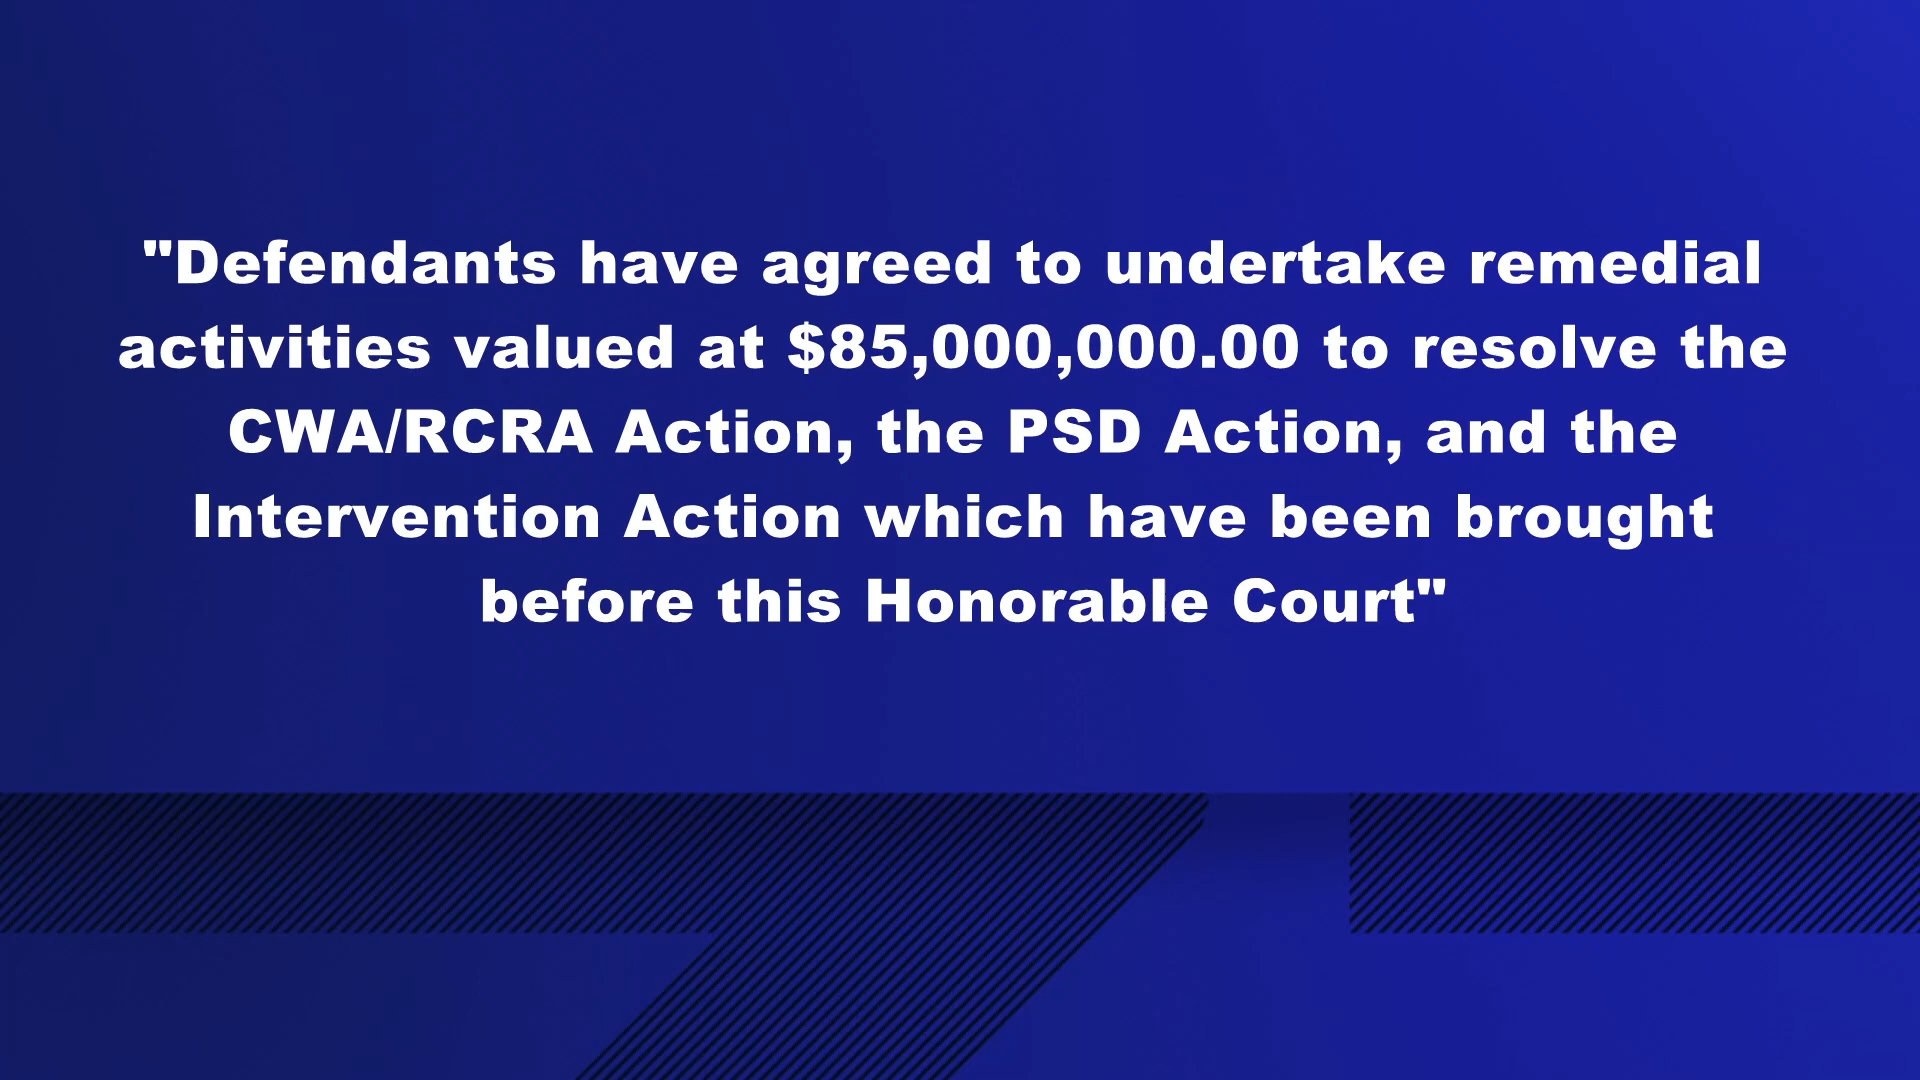 "Defendants have agreed to undertake remedial
activities valued at $85,000,000.00 to resolve the
CWA/RCRA Action, the PSD Action, and the
Intervention Action which have been brought
before this Honorable Court"